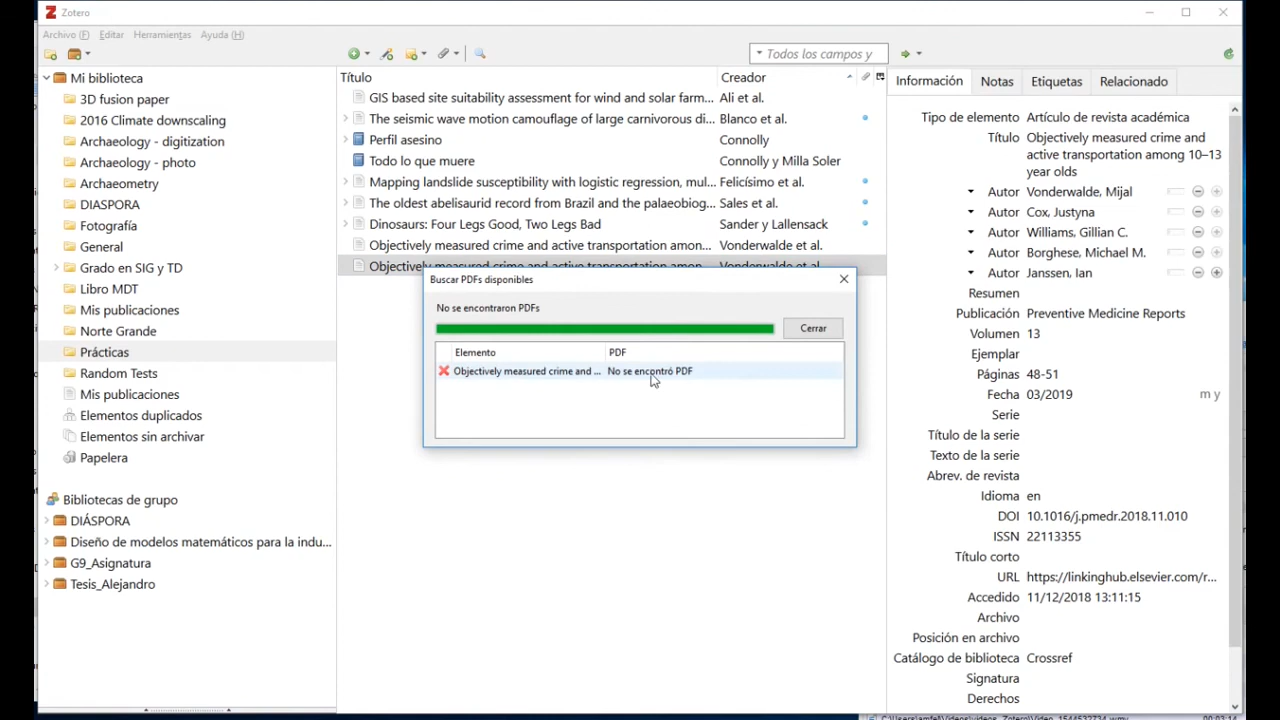 Zotero
Archivo (F) Editar Herramientas Ayuda (H)
Todos los campos y
Mi biblioteca
3D fusion paper
2016 Climate downscaling
Archaeology - digitization
Archaeology - photo
Archaeometry
DIASPORA
Fotografía
General
Grado en SIG y TD
Libro MDT
Mis publicaciones
Norte Grande
Prácticas
Random Tests
Mis publicaciones
Elementos duplicados
Elementos sin archivar
Papelera
Bibliotecas de grupo
DIÁSPORA
Diseño de modelos matemáticos para la indu...
G9_Asignatura
Tesis_Alejandro
Título Creador
GIS based site suitability assessment for wind and solar farm... Ali et al.
The seismic wave motion camouflage of large carnivorous di... Blanco et al.
Perfil asesino Connolly
Todo lo que muere Connolly y Milla Soler
Mapping landslide susceptibility with logistic regression, mul... Felicísimo et al.
The oldest abelisaurid record from Brazil and the palaeobiog... Sales et al.
Dinosaurs: Four Legs Good, Two Legs Bad Sander y Lallensack
Objectively measured crime and active transportation amon... Vonderwalde et al.
Objectively measured crime and active transportation amon... Vonderwalde et al.
Buscar PDFs disponibles
No se encontraron PDFs
Cerrar
Elemento PDF
Objectively measured crime and ... No se encontró PDF
Información Notas Etiquetas Relacionado
Tipo de elemento Artículo de revista académica
Título Objectively measured crime and
active transportation among 10–13
year olds
Autor Vonderwalde, Mijal
Autor Cox, Justyna
Autor Williams, Gillian C.
Autor Borghese, Michael M.
Autor Janssen, Ian
Resumen
Publicación Preventive Medicine Reports
Volumen 13
Ejemplar
Páginas 48-51
Fecha 03/2019 m y
Serie
Título de la serie
Texto de la serie
Abrev. de revista
Idioma en
DOI 10.1016/j.pmedr.2018.11.010
ISSN 22113355
Título corto
URL https://linkinghub.elsevier.com/r...
Accedido 11/12/2018 13:11:15
Archivo
Posición en archivo
Catálogo de biblioteca Crossref
Signatura
Derechos